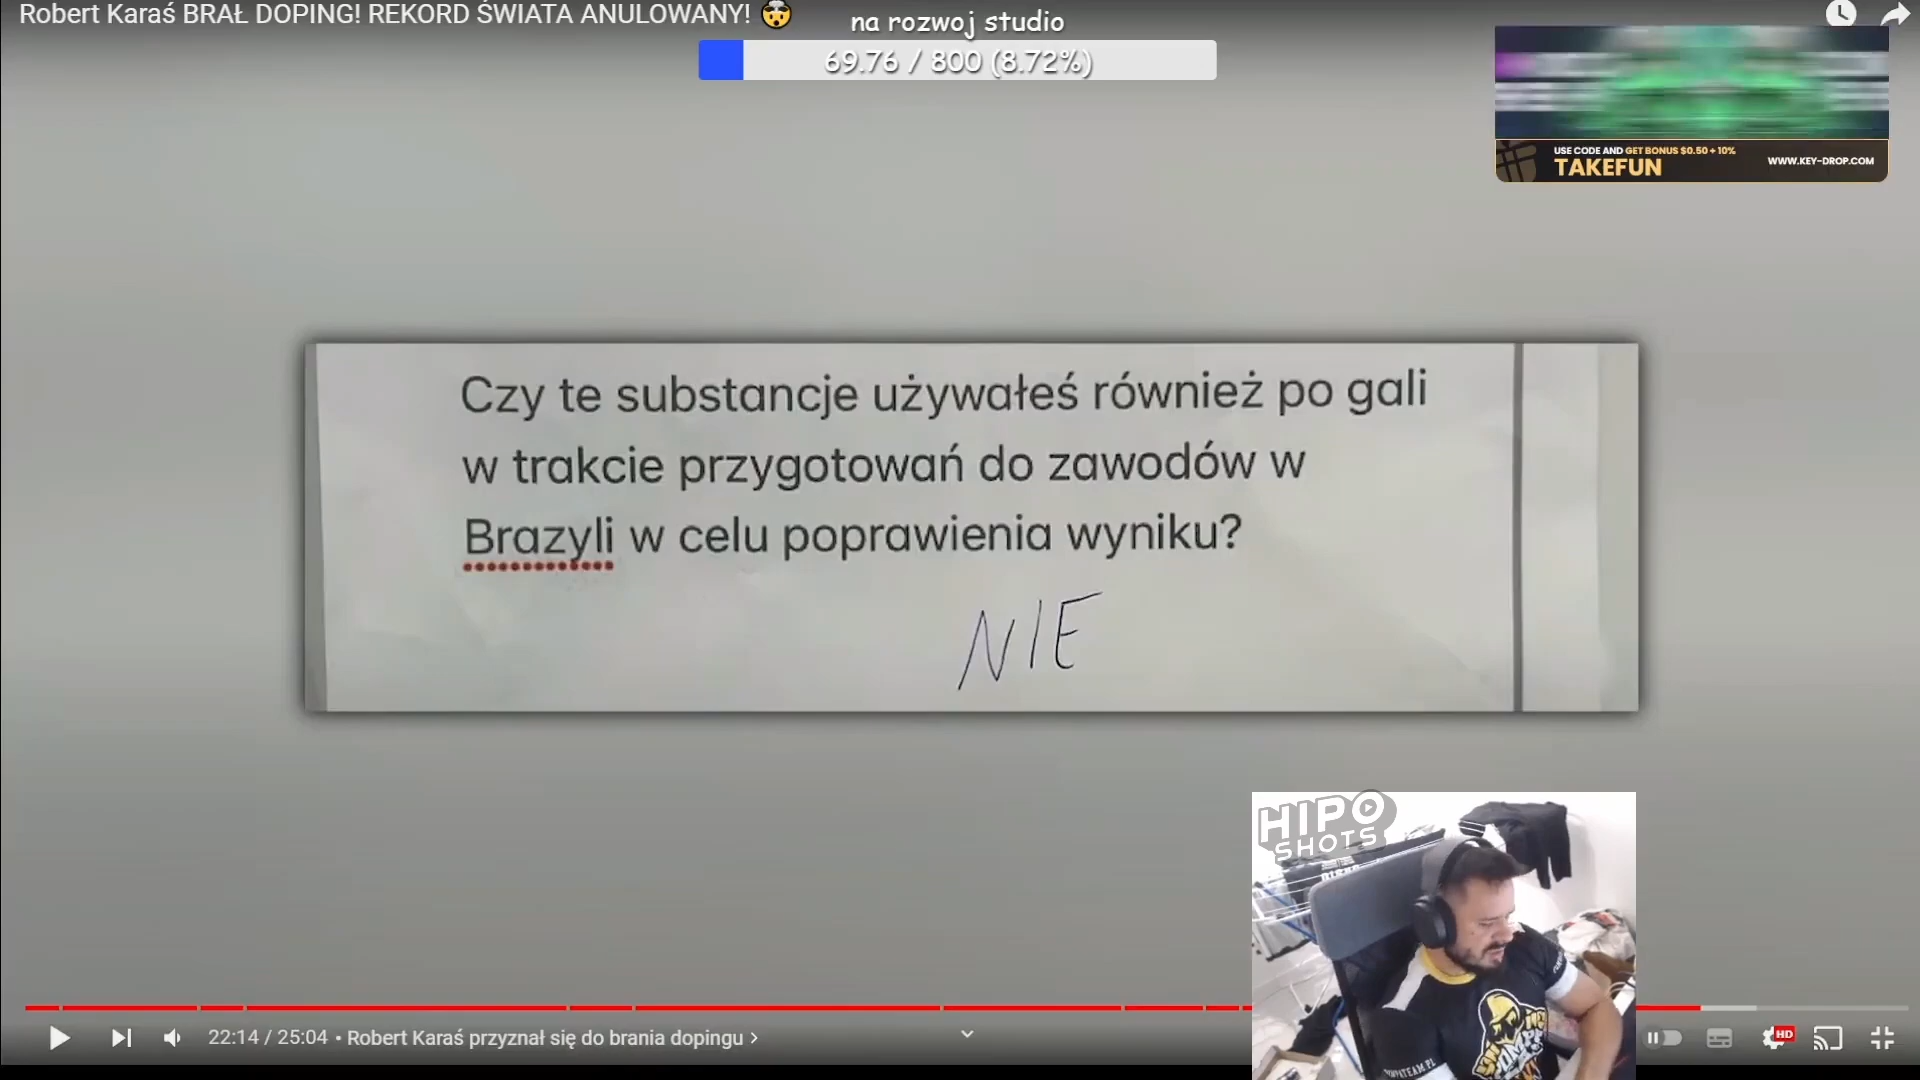 Robert Karaś BRAŁ DOPING! REKORD ŚWIATA ANULOWANY! 🤯
na rozwoj studio
69.76 / 800 (8.72%)
USE CODE AND GET BONUS $0.50 + 10%
TAKEFUN
WWW.KEY-DROP.COM
Czy te substancje używałeś również po gali
w trakcie przygotowań do zawodów w
Brazyli w celu poprawienia wyniku?
NIE
HIPO
SHOTS
22:14 / 25:04 • Robert Karaś przyznał się do brania dopingu
HD